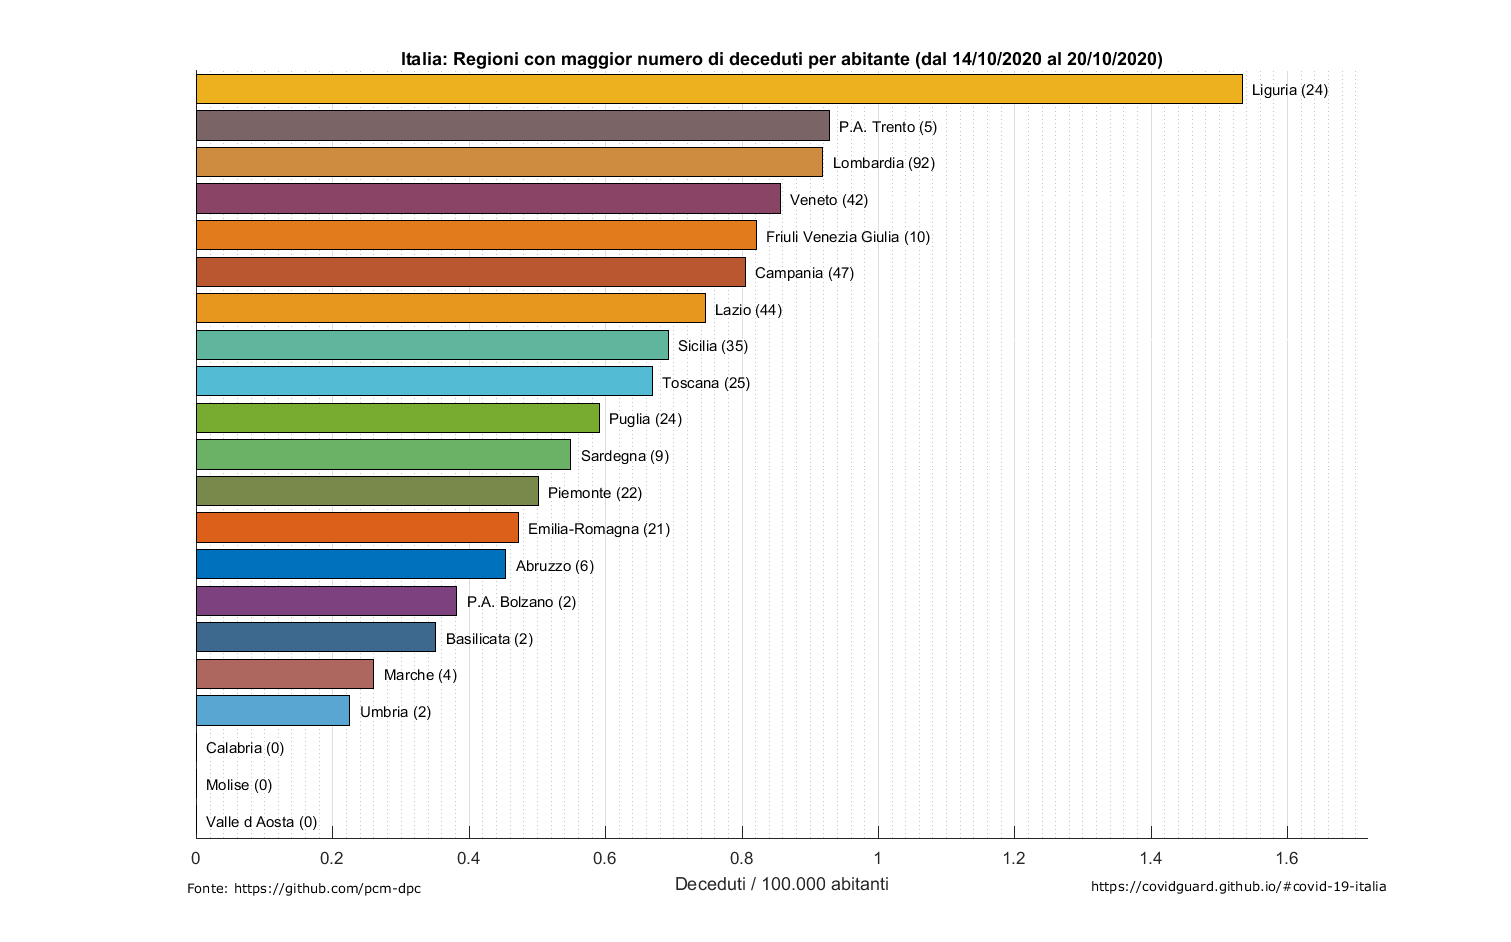 Italia: Regioni con maggior numero di deceduti per abitante (dal 14/10/2020 al 20/10/2020)
Liguria (24)
P.A. Trento (5)
Lombardia (92)
Veneto (42)
Friuli Venezia Giulia (10)
Campania (47)
Lazio (44)
Sicilia (35)
Toscana (25)
Puglia (24)
Sardegna (9)
Piemonte (22)
Emilia-Romagna (21)
Abruzzo (6)
P.A. Bolzano (2)
Basilicata (2)
Marche (4)
Umbria (2)
Calabria (0)
Molise (0)
Valle d Aosta (0)
0 0.2 0.4 0.6 0.8 1 1.2 1.4 1.6
Deceduti / 100.000 abitanti
Fonte: https://github.com/pcm-dpc
https://covidguard.github.io/#covid-19-italia